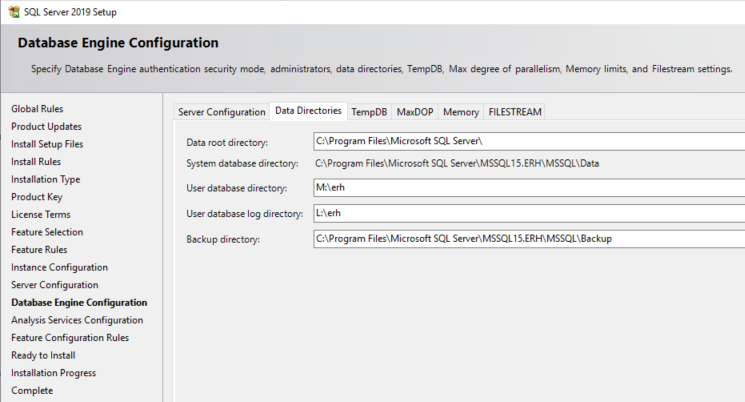 SQL Server 2019 Setup
Database Engine Configuration
Specify Database Engine authentication security mode, administrators, data directories, TempDB, Max degree of parallelism, Memory limits, and Filestream settings.
Global Rules
Product Updates
Install Setup Files
Install Rules
Installation Type
Product Key
License Terms
Feature Selection
Feature Rules
Instance Configuration
Server Configuration
Database Engine Configuration
Analysis Services Configuration
Feature Configuration Rules
Ready to Install
Installation Progress
Complete
Server Configuration Data Directories TempDB MaxDOP Memory FILESTREAM
Data root directory: C:\Program Files\Microsoft SQL Server\
System database directory: C:\Program Files\Microsoft SQL Server\MSSQL15.ERH\MSSQL\Data
User database directory: M:\erh
User database log directory: L:\erh
Backup directory: C:\Program Files\Microsoft SQL Server\MSSQL15.ERH\MSSQL\Backup